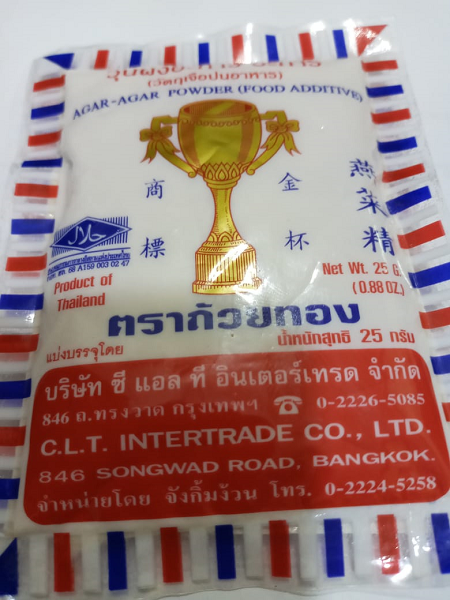 (วัตถุเจือปนอาหาร)
AGAR-AGAR POWDER (FOOD ADDITIVE)
商標
金杯
燕菜精
حلال
Product of
Thailand
Net Wt. 25 G.
(0.88 OZ.)
ตราถ้วยทอง
น้ำหนักสุทธิ 25 กรัม
แบ่งบรรจุโดย
บริษัท ซี แอล ที อินเตอร์เทรด จำกัด
846 ถ.ทรงวาด กรุงเทพฯ ☎ 0-2226-5085
C.L.T. INTERTRADE CO., LTD.
846 SONGWAD ROAD, BANGKOK.
จำหน่ายโดย จังกิ้มง้วน โทร. 0-2224-5258